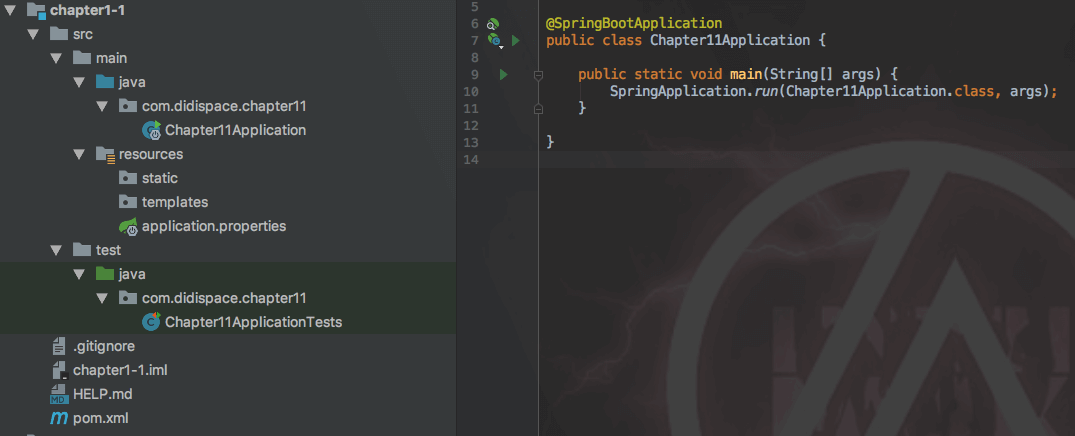 chapter1-1
src
main
java
com.didispace.chapter11
Chapter11Application
resources
static
templates
application.properties
test
java
com.didispace.chapter11
Chapter11ApplicationTests
.gitignore
chapter1-1.iml
HELP.md
pom.xml
5
6 @SpringBootApplication
7 public class Chapter11Application {
8
9 public static void main(String[] args) {
10 SpringApplication.run(Chapter11Application.class, args);
11 }
12
13 }
14